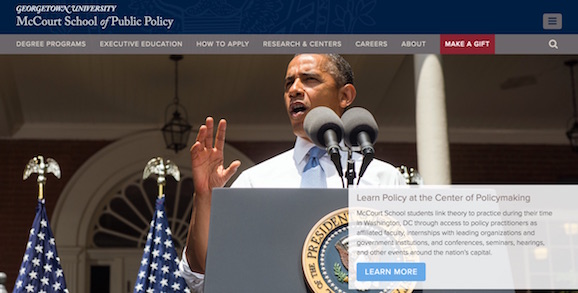 GEORGETOWN UNIVERSITY
McCourt School of Public Policy
DEGREE PROGRAMS EXECUTIVE EDUCATION HOW TO APPLY RESEARCH & CENTERS CAREERS ABOUT MAKE A GIFT
Learn Policy at the Center of Policymaking
McCourt School students link theory to practice during their time
in Washington, DC through access to policy practitioners as
affiliated faculty, internships with leading organizations and
government institutions, and conferences, seminars, hearings,
and other events around the nation's capital.
LEARN MORE